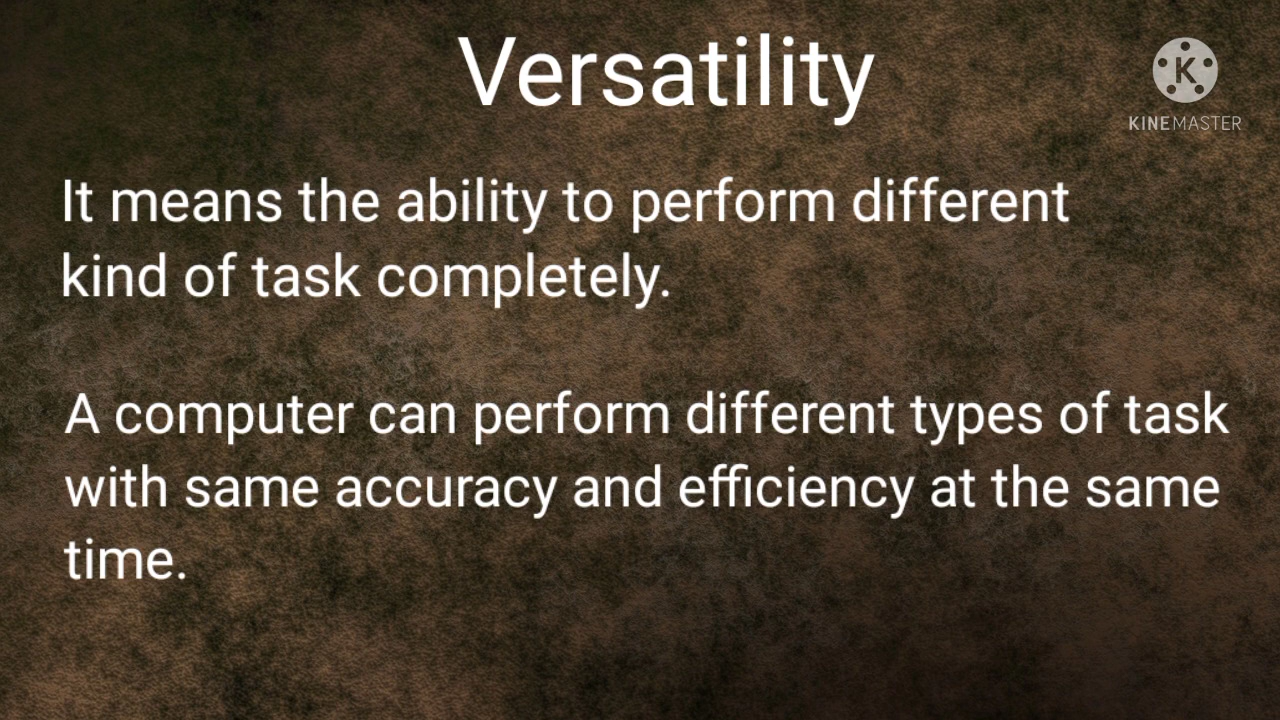 Versatility
K
KINEMASTER
It means the ability to perform different
kind of task completely.
A computer can perform different types of task
with same accuracy and efficiency at the same
time.